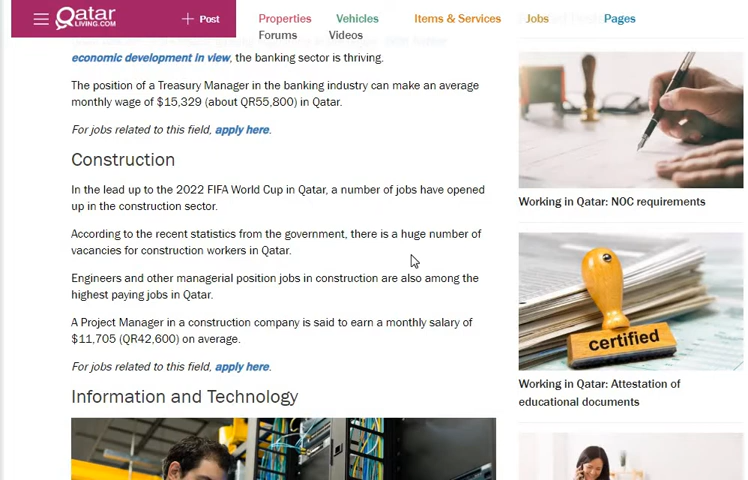 Qatar
LIVING.COM
+ Post
Properties
Vehicles
Items & Services
Jobs
Pages
Forums
Videos
economic development in view, the banking sector is thriving.
The position of a Treasury Manager in the banking industry can make an average
monthly wage of $15,329 (about QR55,800) in Qatar.
For jobs related to this field, apply here.
Construction
In the lead up to the 2022 FIFA World Cup in Qatar, a number of jobs have opened
up in the construction sector.
According to the recent statistics from the government, there is a huge number of
vacancies for construction workers in Qatar.
Engineers and other managerial position jobs in construction are also among the
highest paying jobs in Qatar.
A Project Manager in a construction company is said to earn a monthly salary of
$11,705 (QR42,600) on average.
For jobs related to this field, apply here.
Information and Technology
Working in Qatar: NOC requirements
certified
Working in Qatar: Attestation of
educational documents